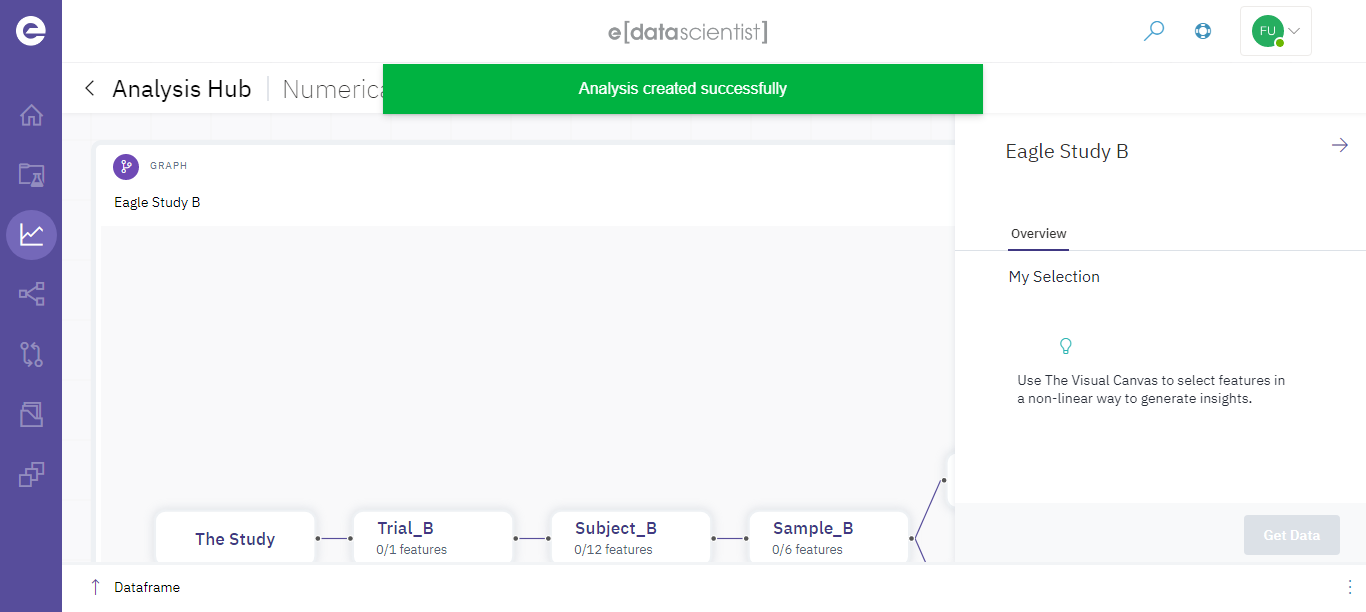 e[datascientist]
FU
Analysis Hub
Analysis created successfully
GRAPH
Eagle Study B
Eagle Study B
Overview
My Selection
Use The Visual Canvas to select features in
a non-linear way to generate insights.
The Study
Trial_B
0/1 features
Subject_B
0/12 features
Sample_B
0/6 features
Get Data
Dataframe